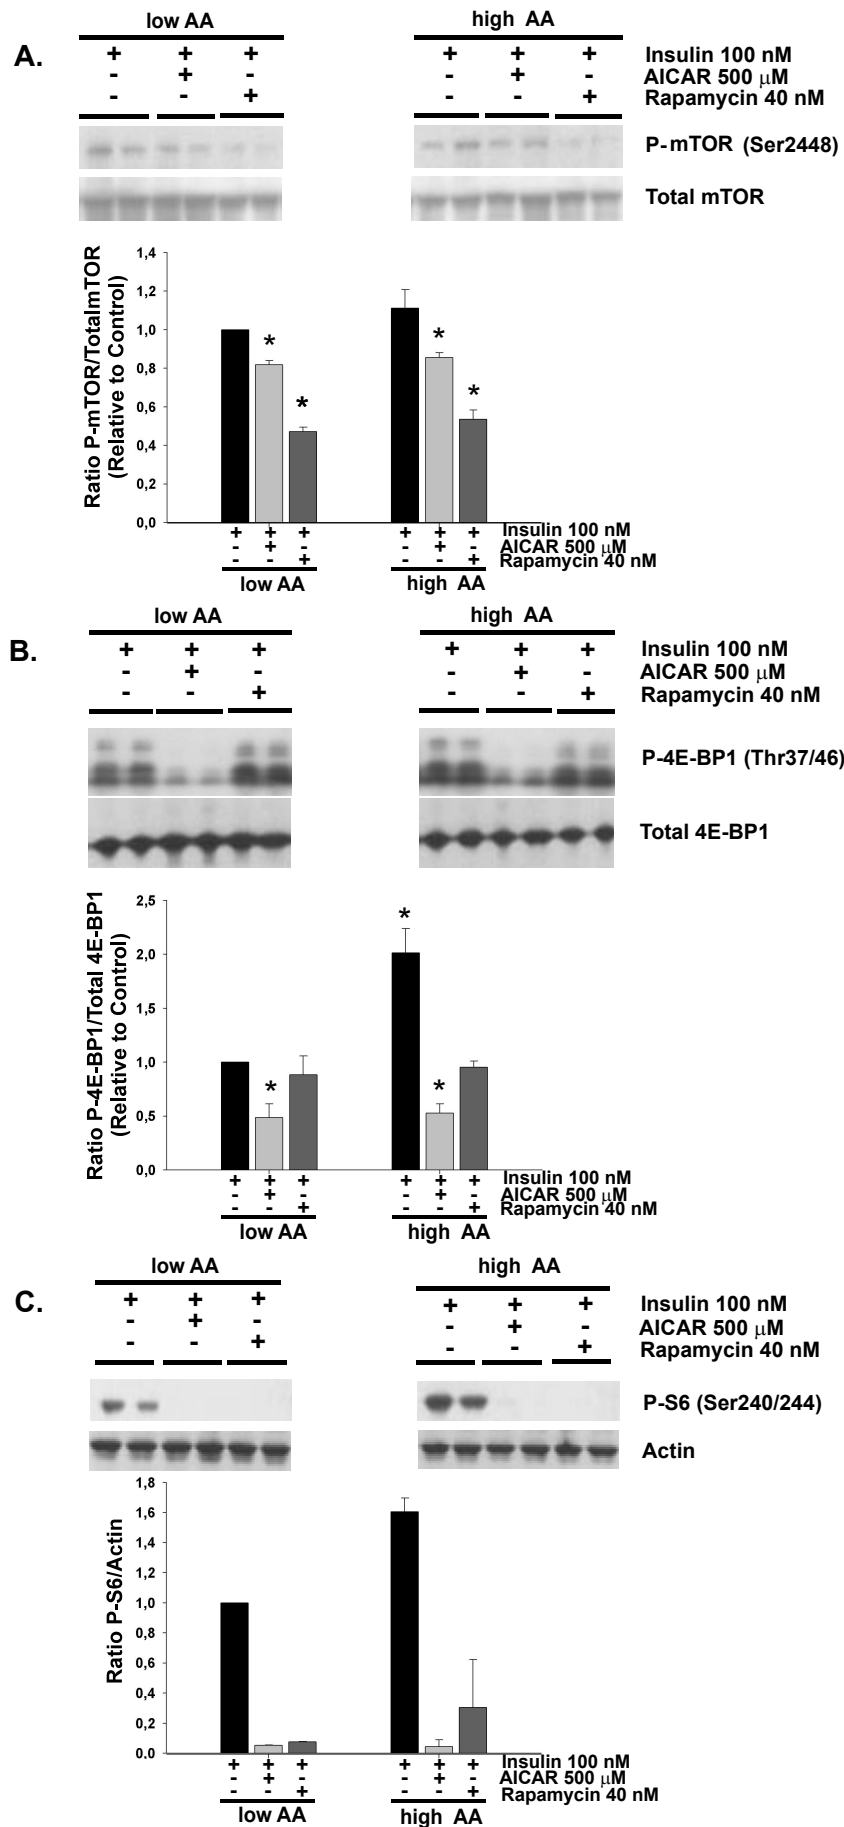 low AA high AA
A.
+ + + + + + Insulin 100 nM
- + - - + - AICAR 500 μM
- - + - - + Rapamycin 40 nM
P-mTOR (Ser2448)
Total mTOR
Ratio P-mTOR/TotalmTOR
(Relative to Control)
1,4
1,2
1,0
0,8
0,6
0,4
0,2
0,0
* * * *
+ + + + + + Insulin 100 nM
- + - - + - AICAR 500 μM
- - + - - + Rapamycin 40 nM
low AA high AA
low AA high AA
B.
+ + + + + + Insulin 100 nM
- + - - + - AICAR 500 μM
- - + - - + Rapamycin 40 nM
P-4E-BP1 (Thr37/46)
Total 4E-BP1
Ratio P-4E-BP1/Total 4E-BP1
(Relative to Control)
2,5
2,0
1,5
1,0
0,5
0,0
* * *
+ + + + + + Insulin 100 nM
- + - - + - AICAR 500 μM
- - + - - + Rapamycin 40 nM
low AA high AA
low AA high AA
C.
+ + + + + + Insulin 100 nM
- + - - + - AICAR 500 μM
- - + - - + Rapamycin 40 nM
P-S6 (Ser240/244)
Actin
Ratio P-S6/Actin
1,8
1,6
1,4
1,2
1,0
0,8
0,6
0,4
0,2
0.0
+ + + + + + Insulin 100 nM
- + - - + - AICAR 500 μM
- - + - - + Rapamycin 40 nM
low AA high AA